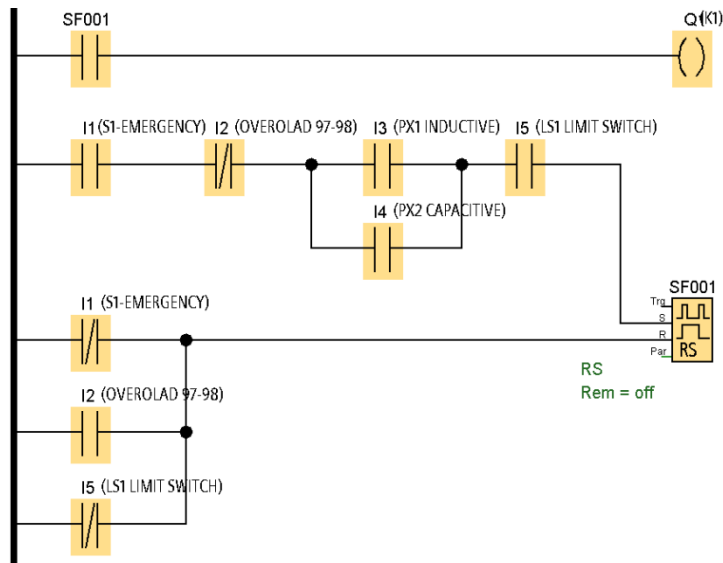 SF001
Q1(K1)
I1 (S1-EMERGENCY)
I2 (OVEROLAD 97-98)
I3 (PX1 INDUCTIVE)
I5 (LS1 LIMIT SWITCH)
I4 (PX2 CAPACITIVE)
SF001
I1 (S1-EMERGENCY)
Trg
S
R
Par
RS
RS
Rem = off
I2 (OVEROLAD 97-98)
I5 (LS1 LIMIT SWITCH)